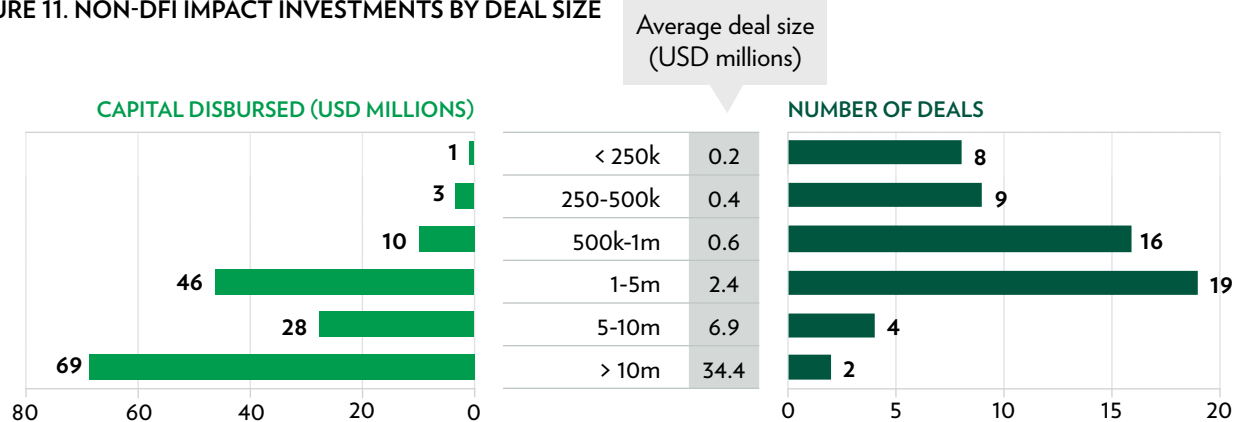 URE 11. NON-DFI IMPACT INVESTMENTS BY DEAL SIZE
Average deal size
(USD millions)
CAPITAL DISBURSED (USD MILLIONS)
NUMBER OF DEALS
1 < 250k 0.2 8
3 250-500k 0.4 9
10 500k-1m 0.6 16
46 1-5m 2.4 19
28 5-10m 6.9 4
69 > 10m 34.4 2
80 60 40 20 0 0 5 10 15 20